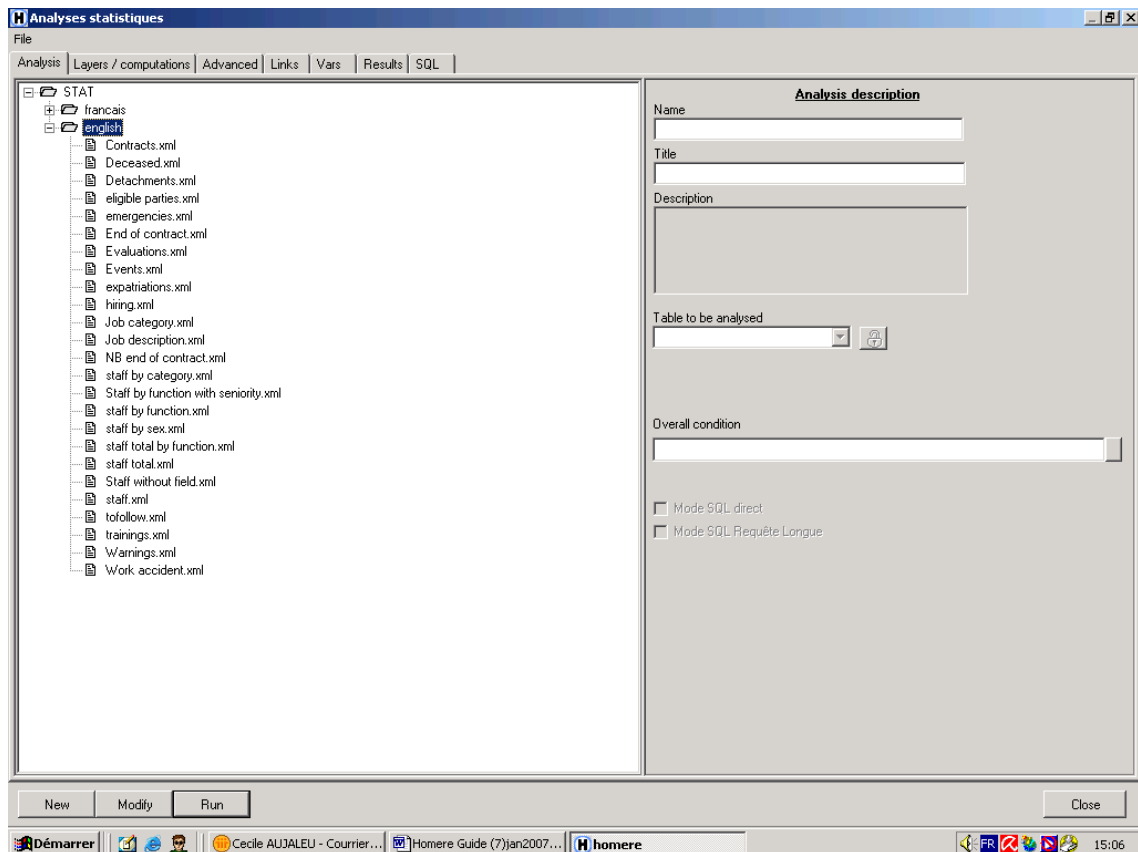 Analyses statistiques
File
Analysis Layers / computations Advanced Links Vars Results SQL
STAT
francais
english
Contracts.xml
Deceased.xml
Detachments.xml
eligible parties.xml
emergencies.xml
End of contract.xml
Evaluations.xml
Events.xml
expatriations.xml
hiring.xml
Job category.xml
Job description.xml
NB end of contract.xml
staff by category.xml
Staff by function with seniority.xml
staff by function.xml
staff by sex.xml
staff total by function.xml
staff total.xml
Staff without field.xml
staff.xml
tofollow.xml
trainings.xml
Warnings.xml
Work accident.xml
Analysis description
Name
Title
Description
Table to be analysed
Overall condition
Mode SQL direct
Mode SQL Requête Longue
New Modify Run Close
Démarrer Cecile AUJALEU - Courrier... Homere Guide (7)jan2007... homere FR 15:06